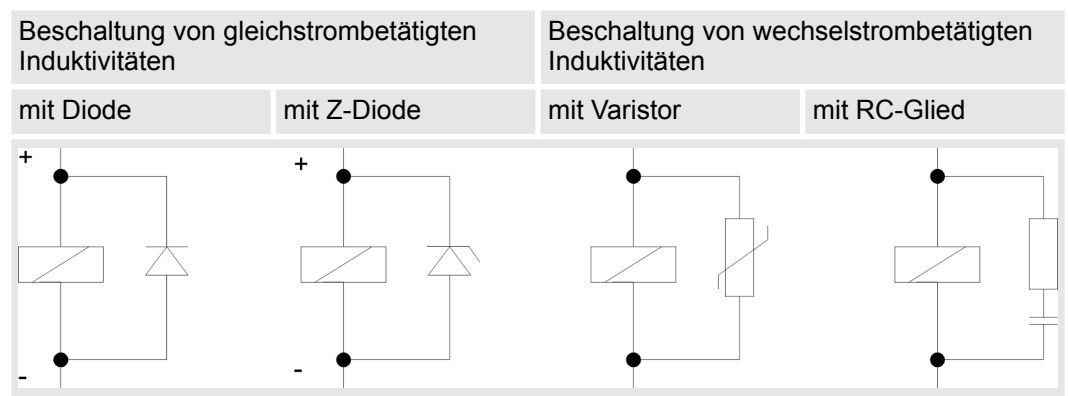 Beschaltung von gleichstrombetätigten
Induktivitäten
Beschaltung von wechselstrombetätigten
Induktivitäten
mit Diode
mit Z-Diode
mit Varistor
mit RC-Glied
+
+
-
-